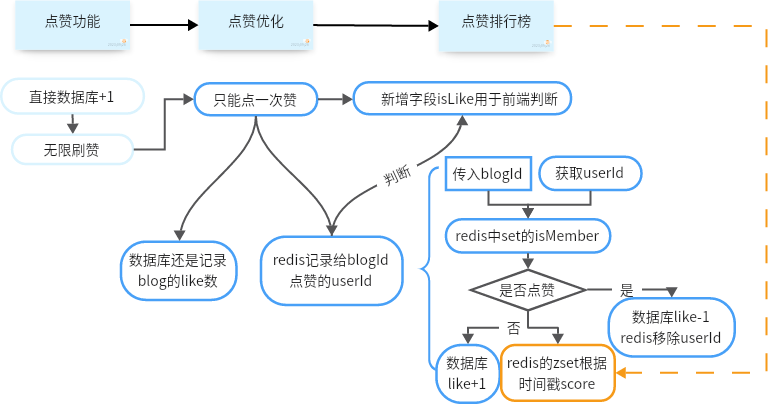 点赞功能
点赞优化
点赞排行榜
直接数据库+1
无限刷赞
只能点一次赞
新增字段isLike用于前端判断
判断
数据库还是记录
blog的like数
redis记录给blogId
点赞的userId
传入blogId
获取userId
redis中set的isMember
是否点赞
是
否
数据库like-1
redis移除userId
数据库
like+1
redis的zset根据
时间戳score